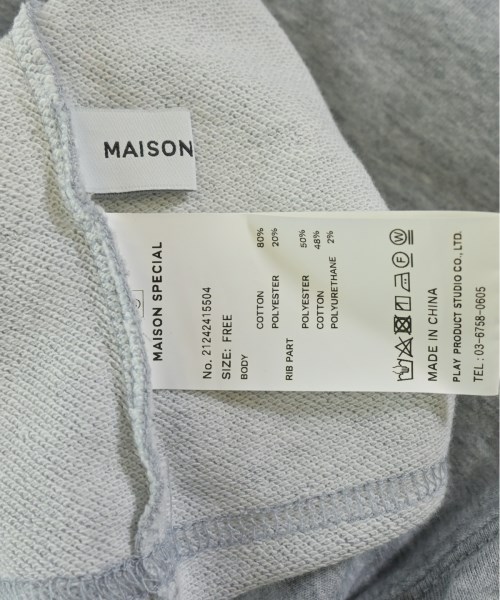 MAISON
MAISON SPECIAL
No. 21242415504
SIZE: FREE
BODY
COTTON 80%
POLYESTER 20%
RIB PART
POLYESTER 50%
COTTON 48%
POLYURETHANE 2%
MADE IN CHINA
PLAY PRODUCT STUDIO CO., LTD.
TEL : 03-6758-0605